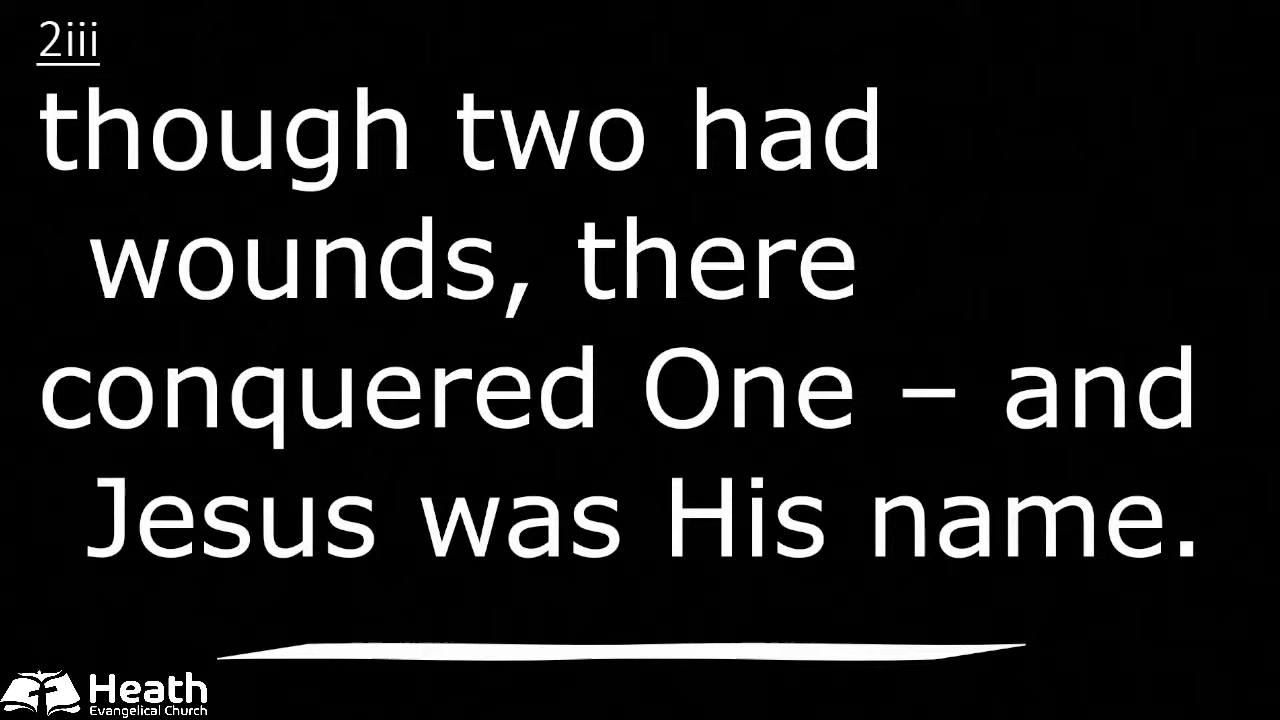 2iii
though two had
wounds, there
conquered One – and
Jesus was His name.
Heath
Evangelical Church